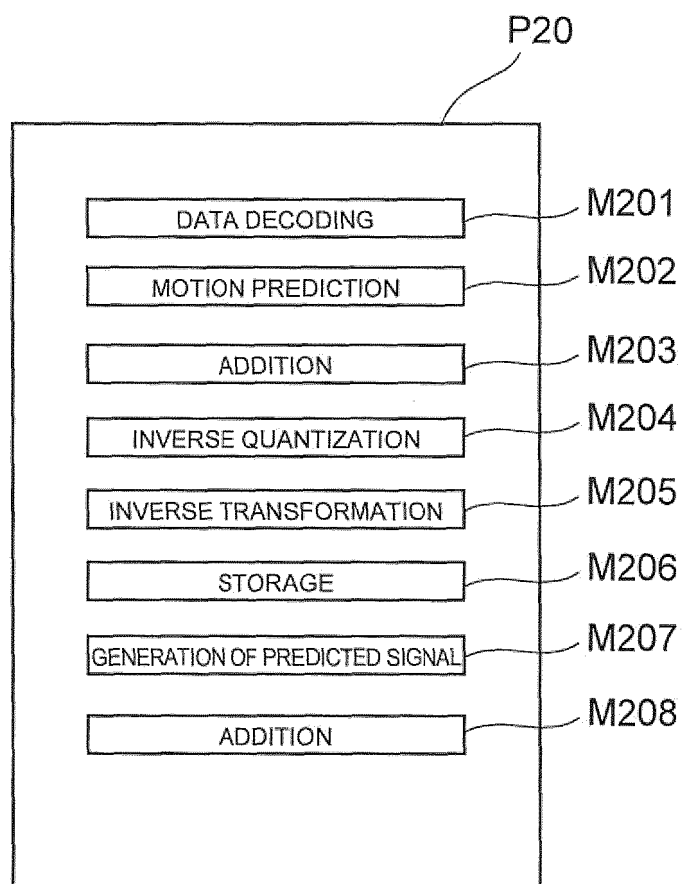 P20
DATA DECODING M201
MOTION PREDICTION M202
ADDITION M203
INVERSE QUANTIZATION M204
INVERSE TRANSFORMATION M205
STORAGE M206
GENERATION OF PREDICTED SIGNAL M207
ADDITION M208